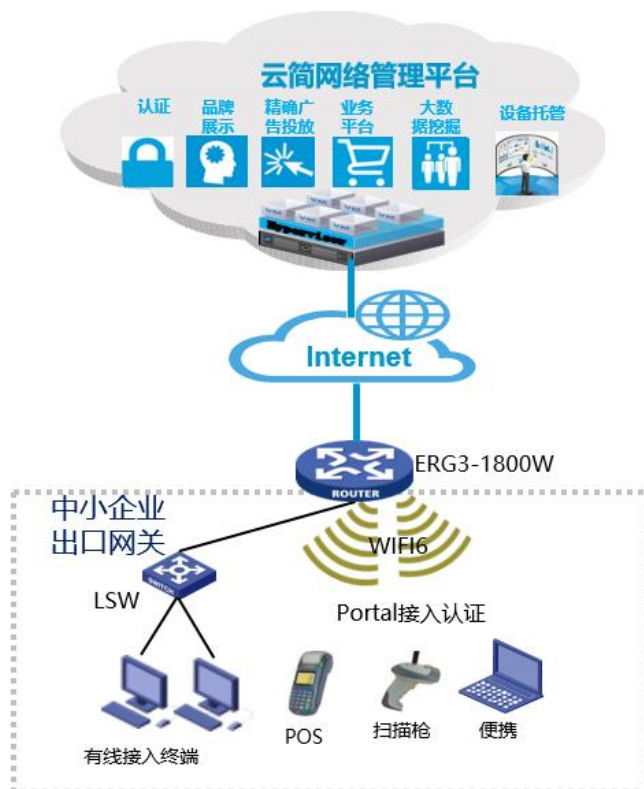 云简网络管理平台
认证 品牌 精确广 业务 大数 设备托管
展示 告投放 平台 据挖掘
Hypervisor
Internet
ERG3-1800W
ROUTER
中小企业
出口网关
WIFI6
SWITCH
LSW
Portal接入认证
有线接入终端
POS
扫描枪
便携